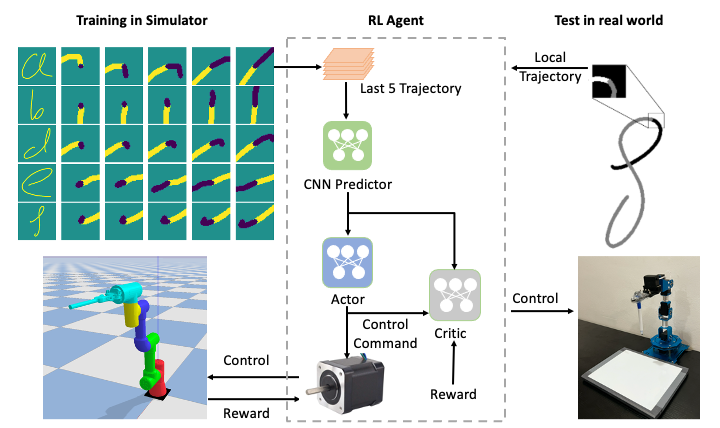 Training in Simulator
RL Agent
Test in real world
a
b
d
e
f
Last 5 Trajectory
Local
Trajectory
CNN Predictor
Actor
Critic
Control
Command
Control
Control
Reward
Reward